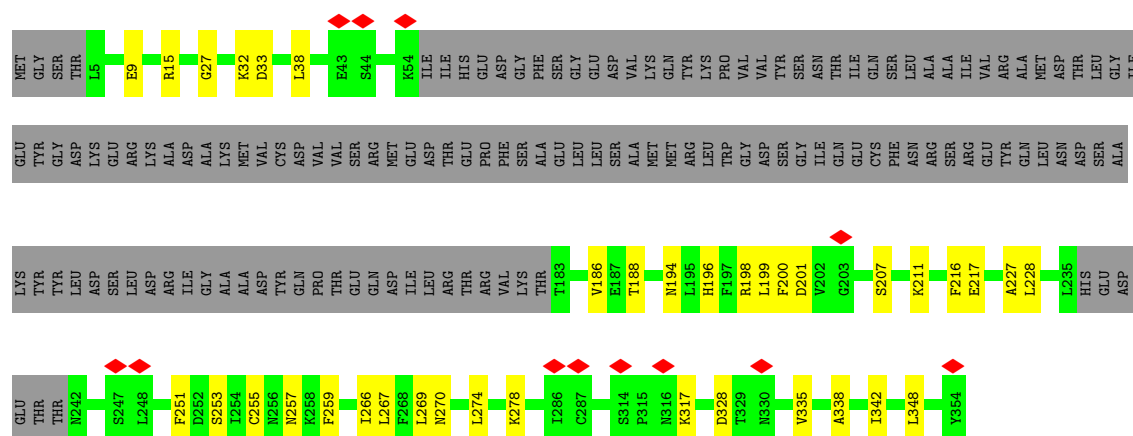 MET GLY SER THR L5 E9 R15 G27 K32 D33 L38 E43 S44 K54 ILE ILE HIS GLU ASP GLY PHE SER GLY GLU ASP VAL LYS GLN TYR LYS PRO VAL VAL TYR SER ASN THR ILE GLN SER LEU ALA ALA ILE VAL ARG ALA MET ASP THR LEU GLY ILE
GLU TYR GLY ASP LYS GLU ARG LYS ALA ASP ALA LYS MET VAL CYS ASP VAL VAL SER ARG MET GLU ASP THR GLU PRO PHE SER ALA GLU LEU LEU SER ALA MET MET ARG LEU TRP GLY ASP SER GLY ILE GLN GLU CYS PHE ASN ARG SER ARG GLU TYR GLN LEU ASN ASP SER ALA
LYS TYR TYR LEU ASP SER LEU ASP ARG ILE GLY ALA ALA ASP TYR GLN PRO THR GLU GLN ASP ILE LEU ARG THR ARG VAL LYS THR T183 V186 E187 T188 N194 L195 H196 F197 R198 L199 F200 D201 V202 G203 S207 K211 F216 E217 A227 L228 L235 HIS GLU ASP
GLU THR THR N242 S247 L248 F251 D252 S253 I254 C255 N256 N257 K258 F259 I266 L267 F268 L269 N270 L274 K278 I286 C287 S314 P315 N316 K317 D328 T329 N330 V335 A338 I342 L348 Y354